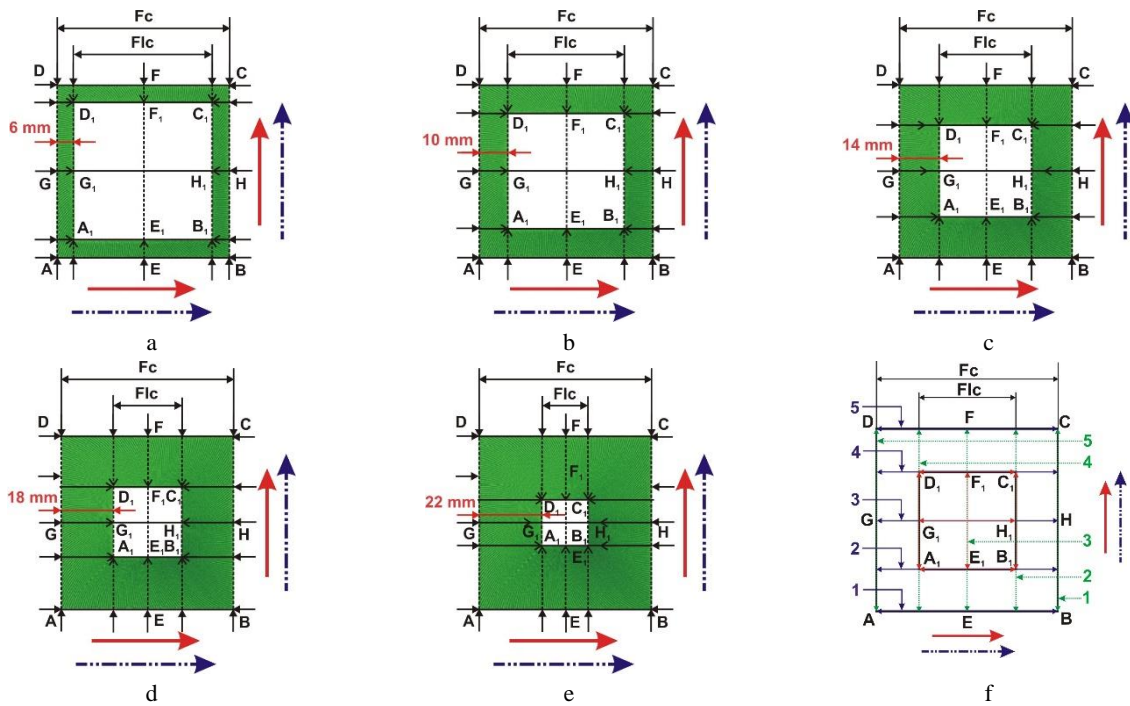 Fc
Flc
D F C
D1 F1 C1
6 mm
G G1 H1 H
A1 E1 B1
A E B
a
Fc
Flc
D F C
D1 F1 C1
10 mm
G G1 H1 H
A1 E1 B1
A E B
b
Fc
Flc
D F C
D1 F1 C1
14 mm
G G1 H1 H
A1 E1 B1
A E B
c
Fc
Flc
D F C
D1 F1 C1
18 mm
G G1 H1 H
A1 E1 B1
A E B
d
Fc
Flc
D F C
F1
D1 C1
22 mm
G G1 A1 B1 H1 H
E1
A E B
e
Fc
Flc
5
D F C
5
4
4
D1 F1 C1
3
G H
G1 H1
3
2
A1 E1 B1
2
1
1
A E B
f